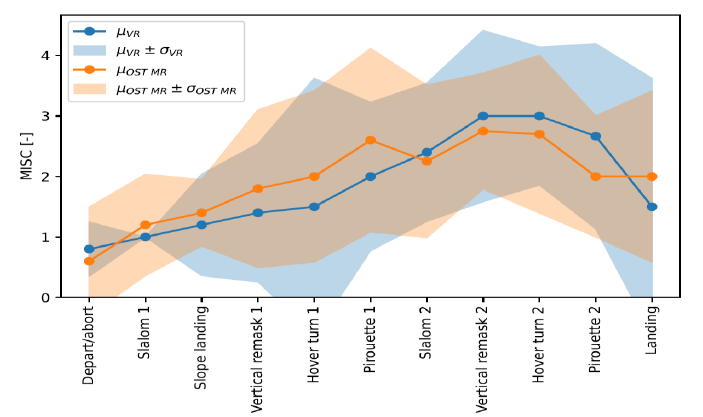 μVR
μVR ± σVR
μOST MR
μOST MR ± σOST MR
MISC [-]
4
3
2
1
0
Depart/abort
Slalom 1
Slope landing
Vertical remask 1
Hover turn 1
Pirouette 1
Slalom 2
Vertical remask 2
Hover turn 2
Pirouette 2
Landing